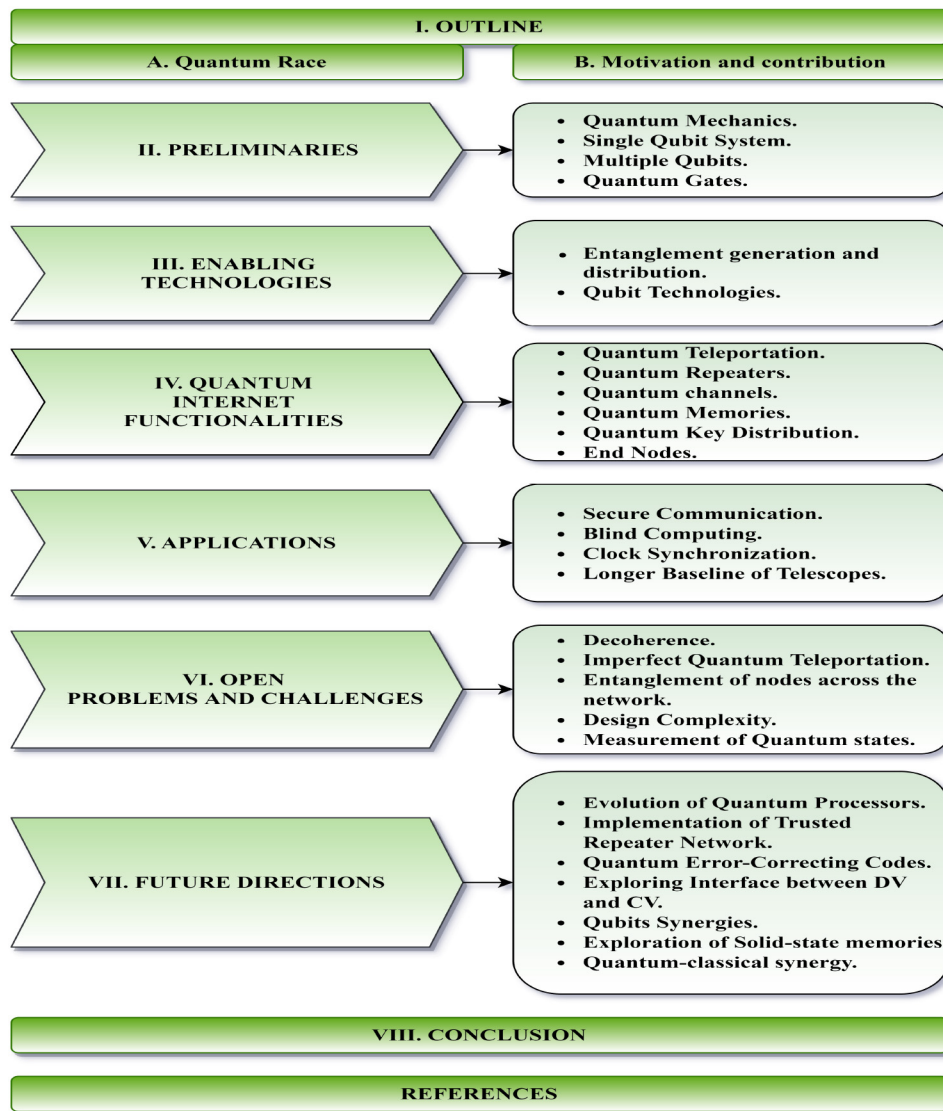 I. OUTLINE
A. Quantum Race
B. Motivation and contribution
II. PRELIMINARIES
• Quantum Mechanics.
• Single Qubit System.
• Multiple Qubits.
• Quantum Gates.
III. ENABLING
TECHNOLOGIES
• Entanglement generation and
distribution.
• Qubit Technologies.
IV. QUANTUM
INTERNET
FUNCTIONALITIES
• Quantum Teleportation.
• Quantum Repeaters.
• Quantum channels.
• Quantum Memories.
• Quantum Key Distribution.
• End Nodes.
V. APPLICATIONS
• Secure Communication.
• Blind Computing.
• Clock Synchronization.
• Longer Baseline of Telescopes.
VI. OPEN
PROBLEMS AND CHALLENGES
• Decoherence.
• Imperfect Quantum Teleportation.
• Entanglement of nodes across the
network.
• Design Complexity.
• Measurement of Quantum states.
VII. FUTURE DIRECTIONS
• Evolution of Quantum Processors.
• Implementation of Trusted
Repeater Network.
• Quantum Error-Correcting Codes.
• Exploring Interface between DV
and CV.
• Qubits Synergies.
• Exploration of Solid-state memories
• Quantum-classical synergy.
VIII. CONCLUSION
REFERENCES